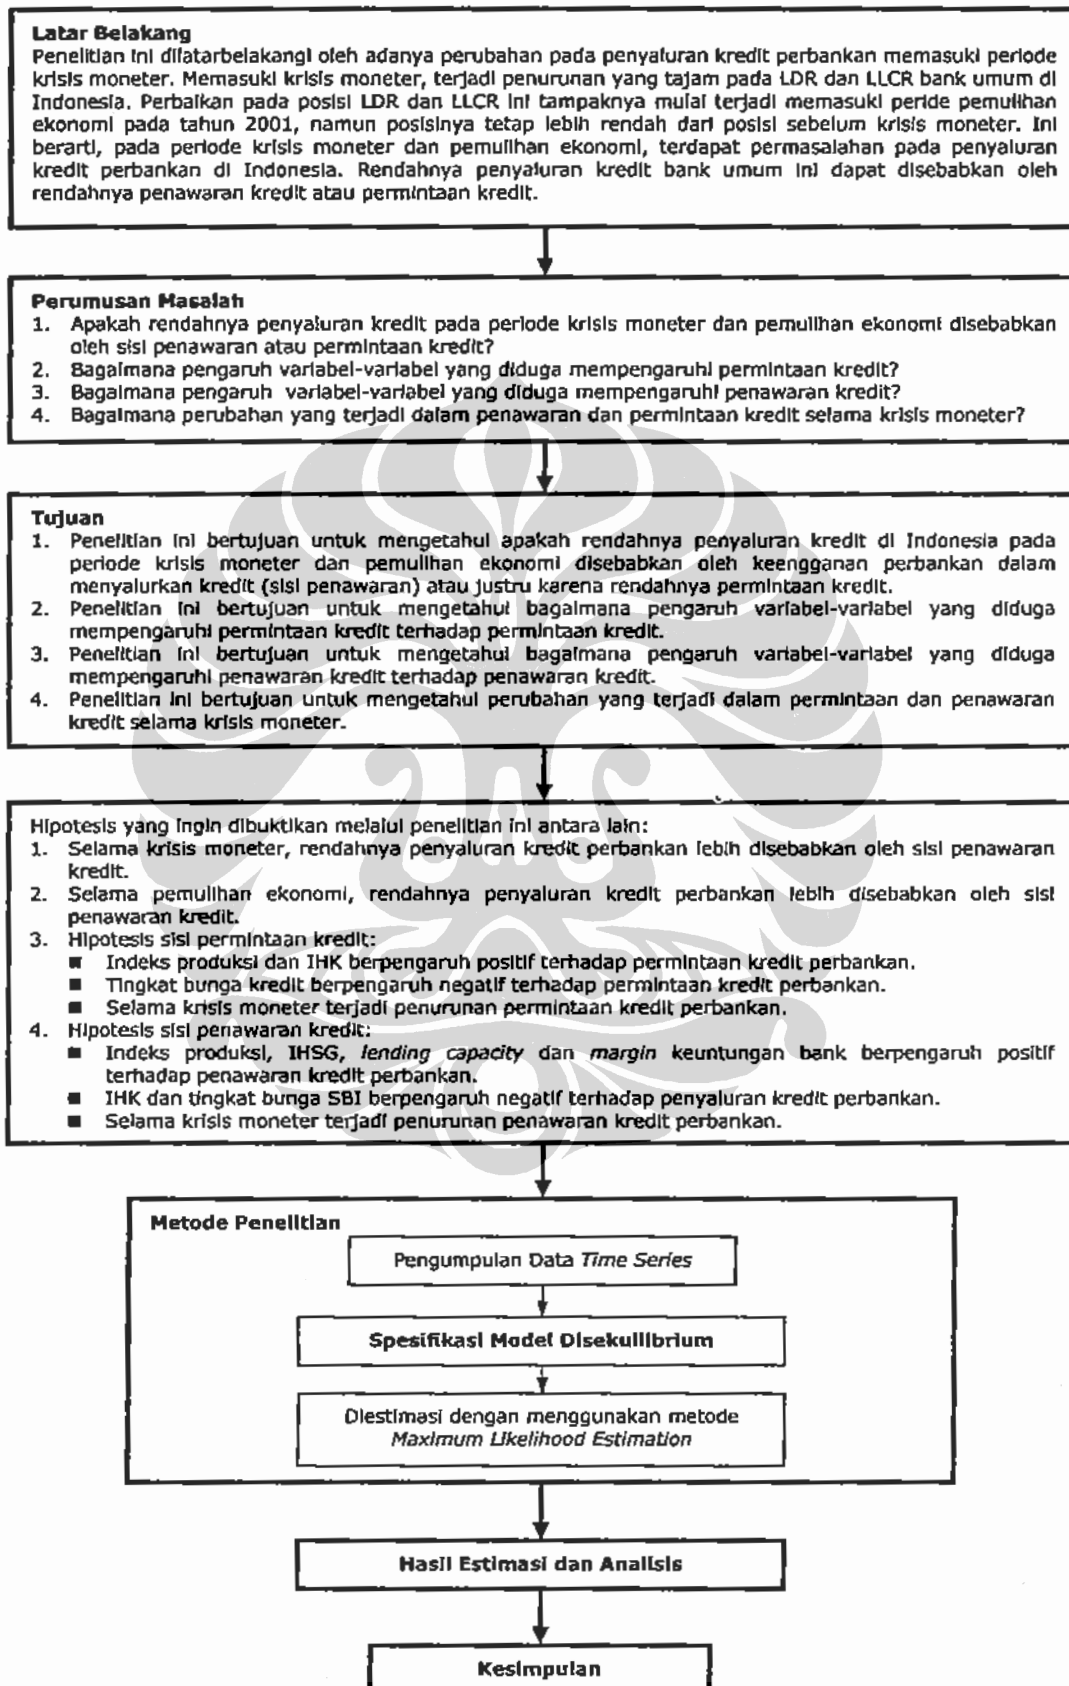 Latar Belakang
Penelitian ini dilatarbelakangi oleh adanya perubahan pada penyaluran kredit perbankan memasuki periode
krisis moneter. Memasuki krisis moneter, terjadi penurunan yang tajam pada LDR dan LLCR bank umum di
Indonesia. Perbaikan pada posisi LDR dan LLCR ini tampaknya mulai terjadi memasuki peride pemulihan
ekonomi pada tahun 2001, namun posisinya tetap lebih rendah dari posisi sebelum krisis moneter. Ini
berarti, pada periode krisis moneter dan pemulihan ekonomi, terdapat permasalahan pada penyaluran
kredit perbankan di Indonesia. Rendahnya penyaluran kredit bank umum ini dapat disebabkan oleh
rendahnya penawaran kredit atau permintaan kredit.
Perumusan Masalah
1. Apakah rendahnya penyaluran kredit pada periode krisis moneter dan pemulihan ekonomi disebabkan
oleh sisi penawaran atau permintaan kredit?
2. Bagaimana pengaruh variabel-variabel yang diduga mempengaruhi permintaan kredit?
3. Bagaimana pengaruh variabel-variabel yang diduga mempengaruhi penawaran kredit?
4. Bagaimana perubahan yang terjadi dalam penawaran dan permintaan kredit selama krisis moneter?
Tujuan
1. Penelitian ini bertujuan untuk mengetahui apakah rendahnya penyaluran kredit di Indonesia pada
periode krisis moneter dan pemulihan ekonomi disebabkan oleh keengganan perbankan dalam
menyalurkan kredit (sisi penawaran) atau justru karena rendahnya permintaan kredit.
2. Penelitian ini bertujuan untuk mengetahui bagaimana pengaruh variabel-variabel yang diduga
mempengaruhi permintaan kredit terhadap permintaan kredit.
3. Penelitian ini bertujuan untuk mengetahui bagaimana pengaruh variabel-variabel yang diduga
mempengaruhi penawaran kredit terhadap penawaran kredit.
4. Penelitian ini bertujuan untuk mengetahui perubahan yang terjadi dalam permintaan dan penawaran
kredit selama krisis moneter.
Hipotesis yang ingin dibuktikan melalui penelitian ini antara lain:
1. Selama krisis moneter, rendahnya penyaluran kredit perbankan lebih disebabkan oleh sisi penawaran
kredit.
2. Selama pemulihan ekonomi, rendahnya penyaluran kredit perbankan lebih disebabkan oleh sisi
penawaran kredit.
3. Hipotesis sisi permintaan kredit:
■ Indeks produksi dan IHK berpengaruh positif terhadap permintaan kredit perbankan.
■ Tingkat bunga kredit berpengaruh negatif terhadap permintaan kredit perbankan.
■ Selama krisis moneter terjadi penurunan permintaan kredit perbankan.
4. Hipotesis sisi penawaran kredit:
■ Indeks produksi, IHSG, lending capacity dan margin keuntungan bank berpengaruh positif
terhadap penawaran kredit perbankan.
■ IHK dan tingkat bunga SBI berpengaruh negatif terhadap penyaluran kredit perbankan.
■ Selama krisis moneter terjadi penurunan penawaran kredit perbankan.
Metode Penelitian
Pengumpulan Data Time Series
Spesifikasi Model Disekuilibrium
Diestimasi dengan menggunakan metode
Maximum Likelihood Estimation
Hasil Estimasi dan Analisis
Kesimpulan